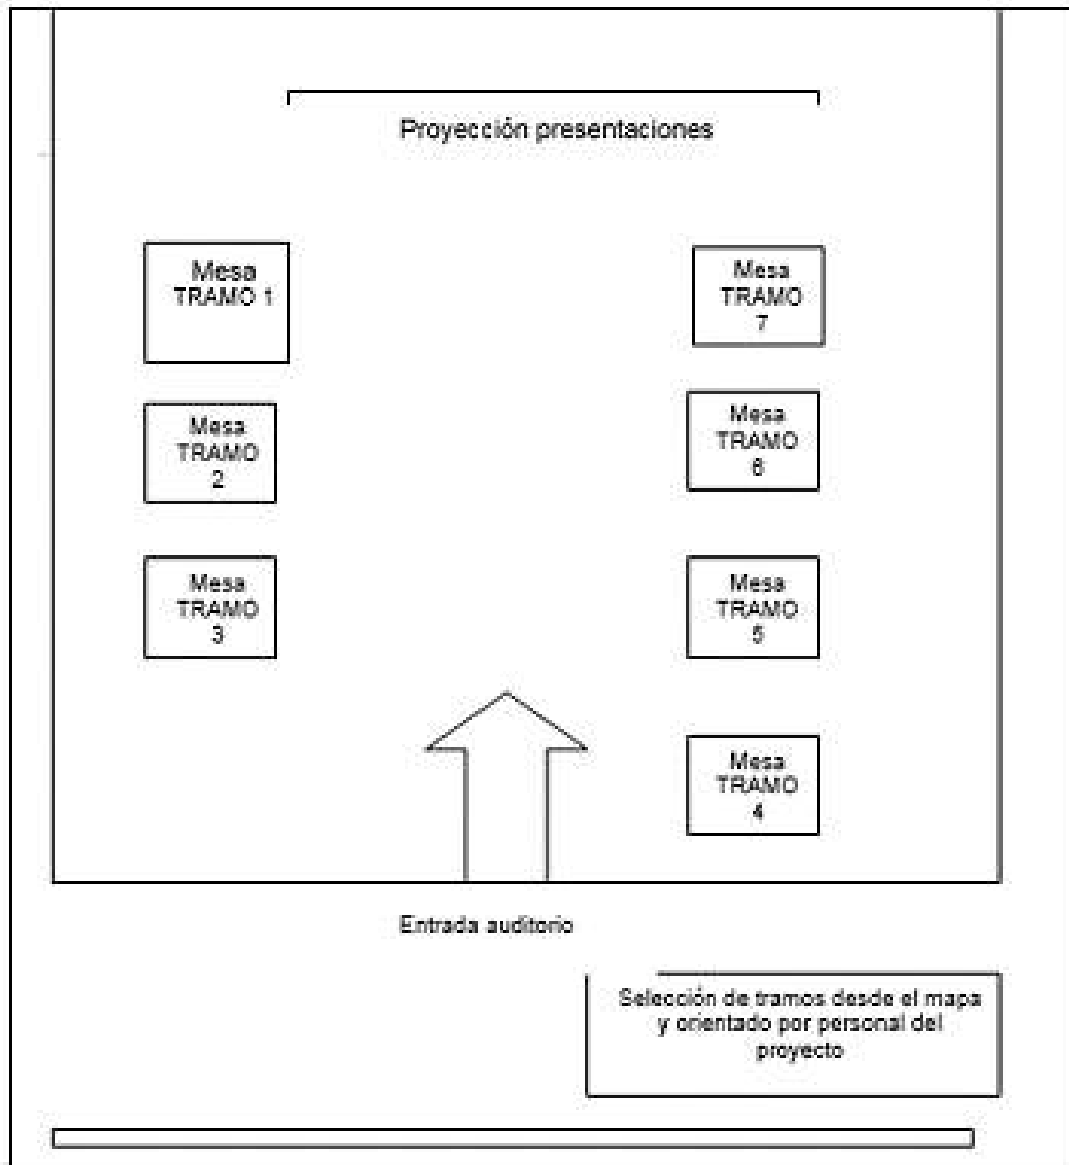 Proyección presentaciones
Mesa
TRAMO 1
Mesa
TRAMO
7
Mesa
TRAMO
2
Mesa
TRAMO
6
Mesa
TRAMO
3
Mesa
TRAMO
5
Mesa
TRAMO
4
Entrada auditorio
Selección de tramos desde el mapa
y orientado por personal del
proyecto